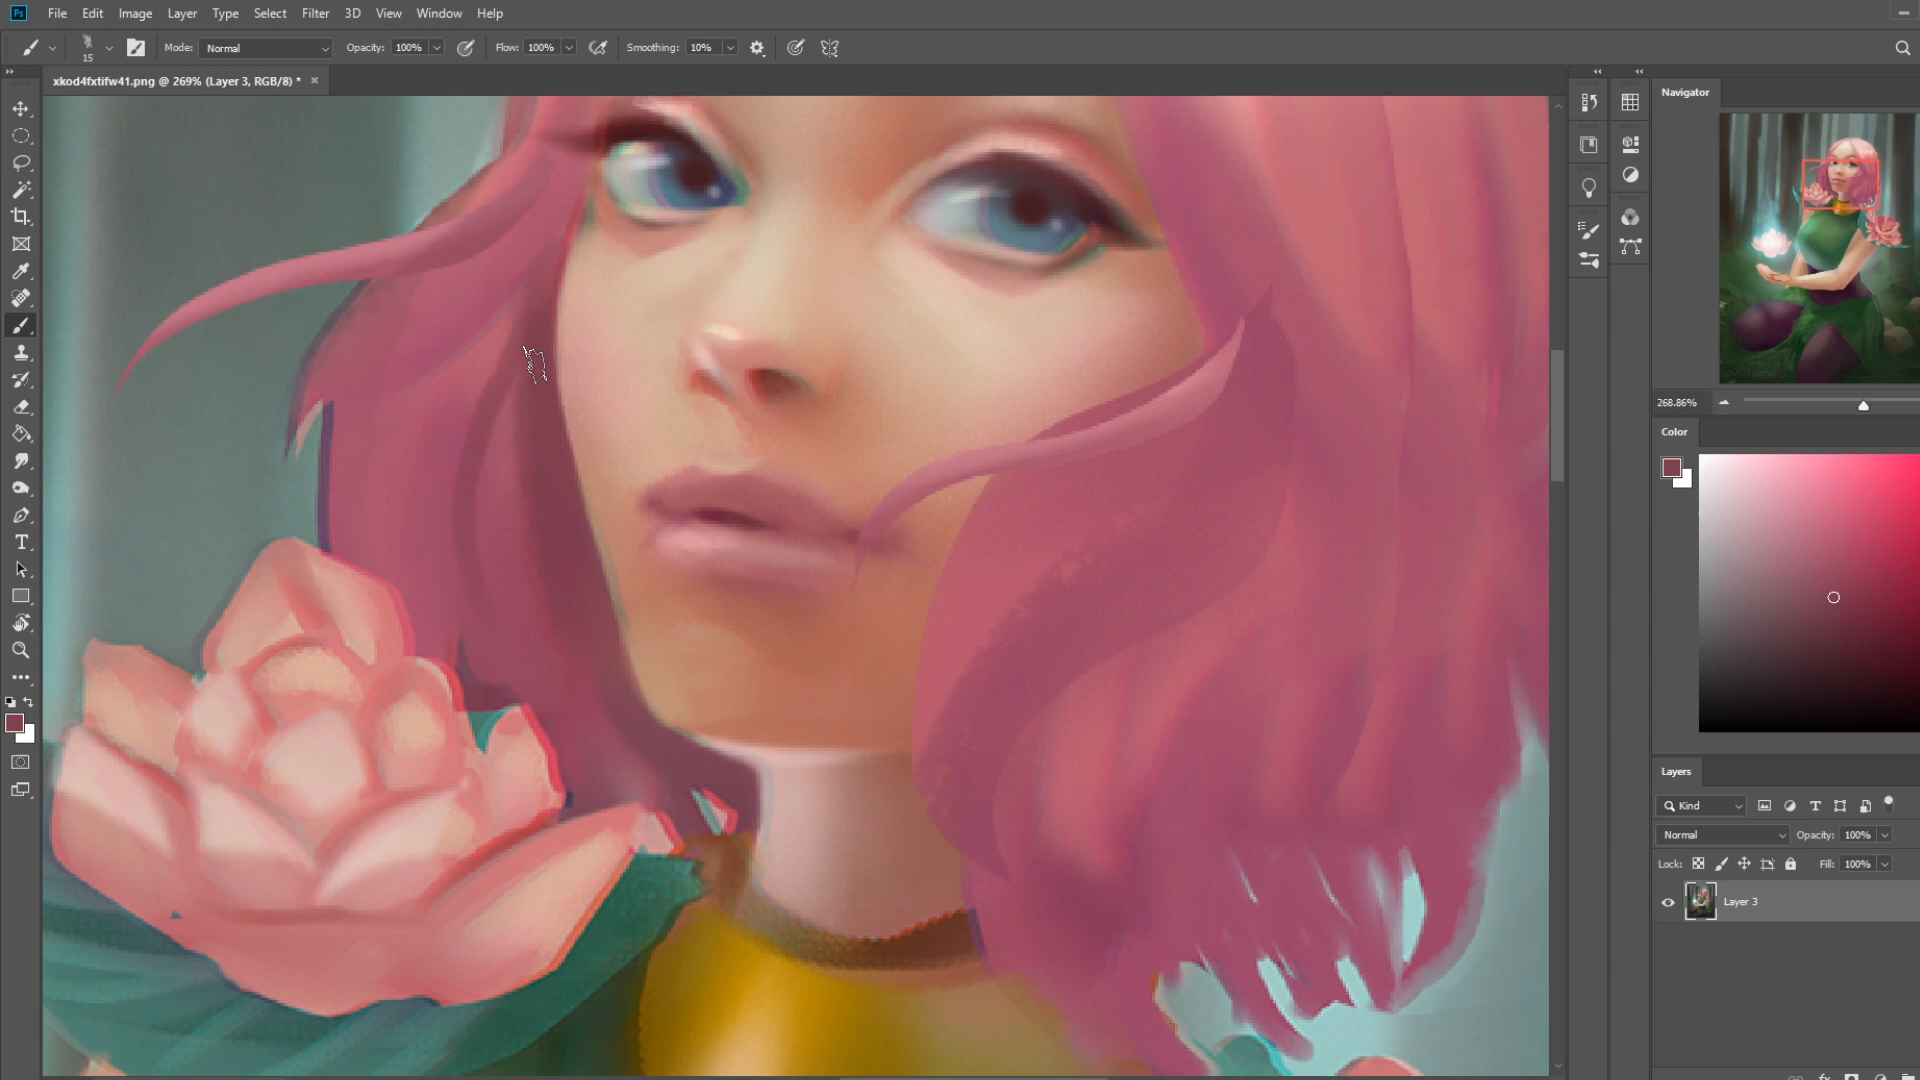 Ps File Edit Image Layer Type Select Filter 3D View Window Help
15 Mode: Normal Opacity: 100% Flow: 100% Smoothing: 10%
xkod4fxtifw41.png @ 269% (Layer 3, RGB/8) *
Navigator
268.86%
Color
Layers
Kind
Normal Opacity: 100%
Lock: Fill: 100%
Layer 3